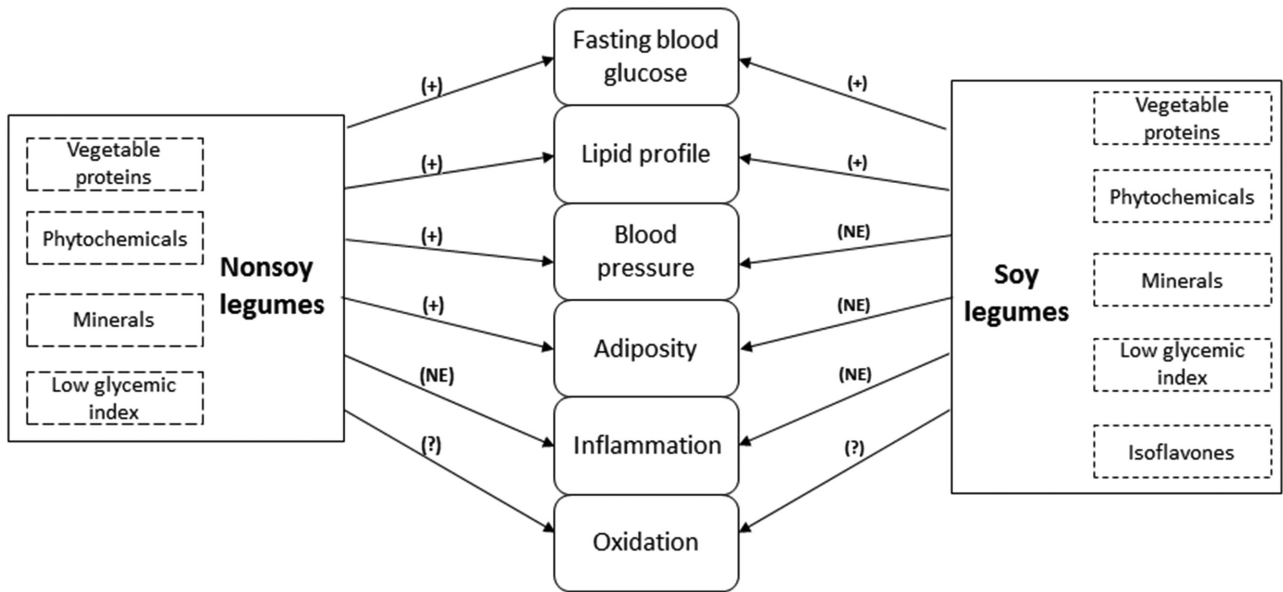 Vegetable
proteins
Phytochemicals
Minerals
Low glycemic
index
Nonsoy
legumes
(+)
(+)
(+)
(+)
(NE)
(?)
Fasting blood
glucose
Lipid profile
Blood
pressure
Adiposity
Inflammation
Oxidation
(+)
(+)
(NE)
(NE)
(NE)
(?)
Soy
legumes
Vegetable
proteins
Phytochemicals
Minerals
Low glycemic
index
Isoflavones